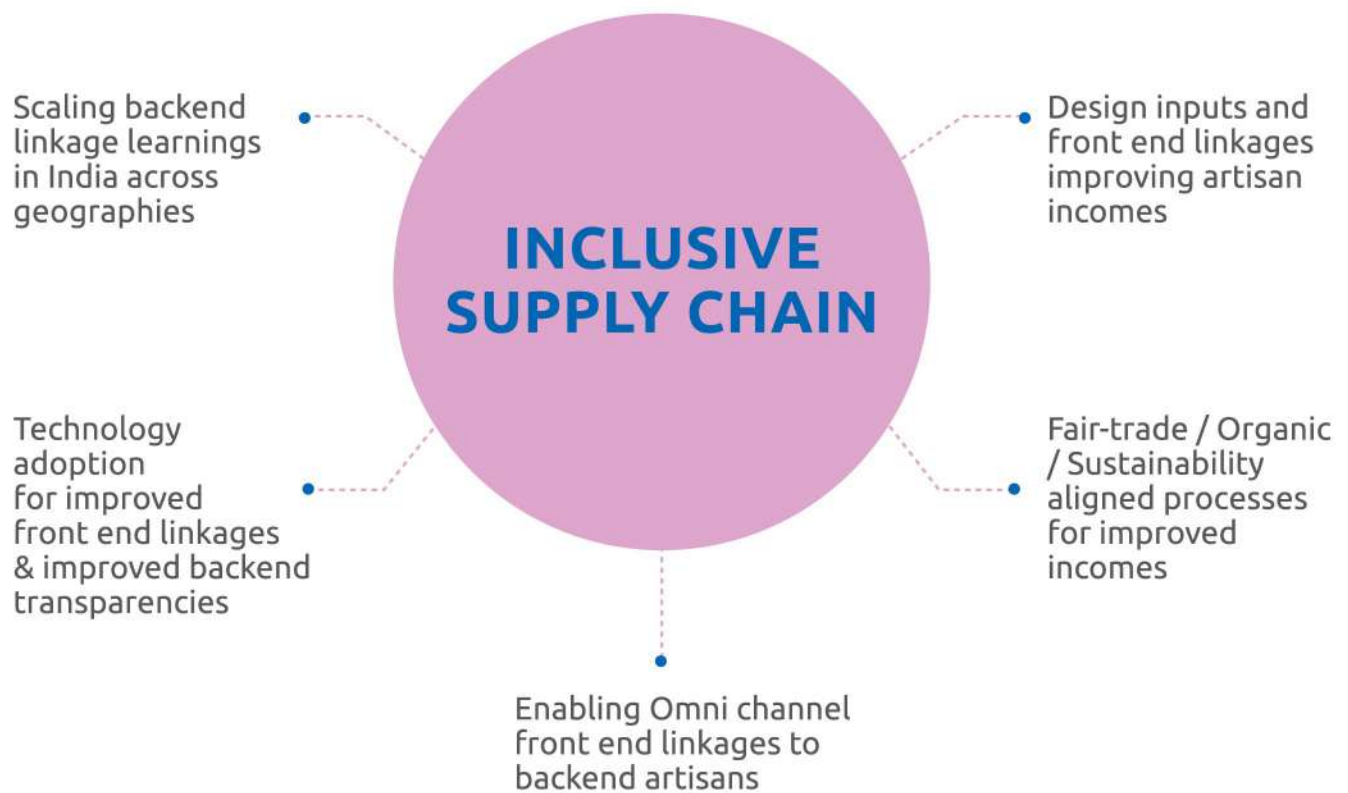 Scaling backend
linkage learnings
in India across
geographies
Design inputs and
front end linkages
improving artisan
incomes
INCLUSIVE
SUPPLY CHAIN
Technology
adoption
for improved
front end linkages
& improved backend
transparencies
Fair-trade / Organic
/ Sustainability
aligned processes
for improved
incomes
Enabling Omni channel
front end linkages to
backend artisans